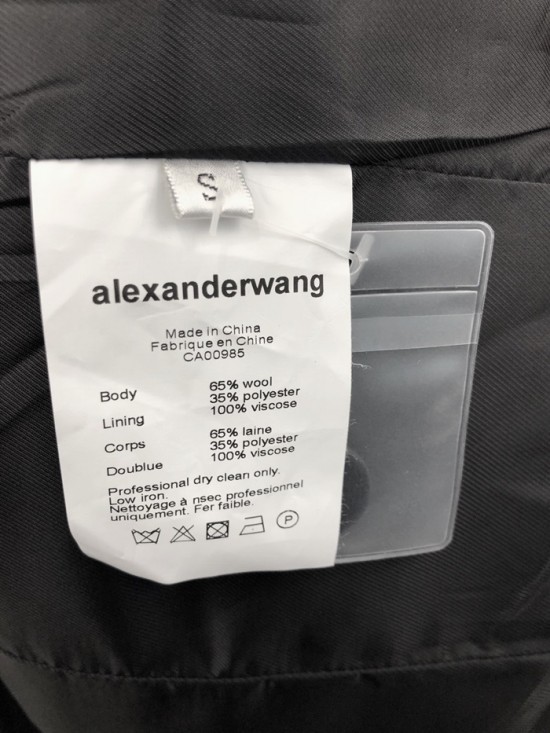 S
alexanderwang
Made in China
Fabrique en Chine
CA00985
Body 65% wool
35% polyester
Lining 100% viscose
Corps 65% laine
35% polyester
Doublue 100% viscose
Professional dry clean only.
Low iron.
Nettoyage à nsec professionnel
uniquement. Fer faible.
P